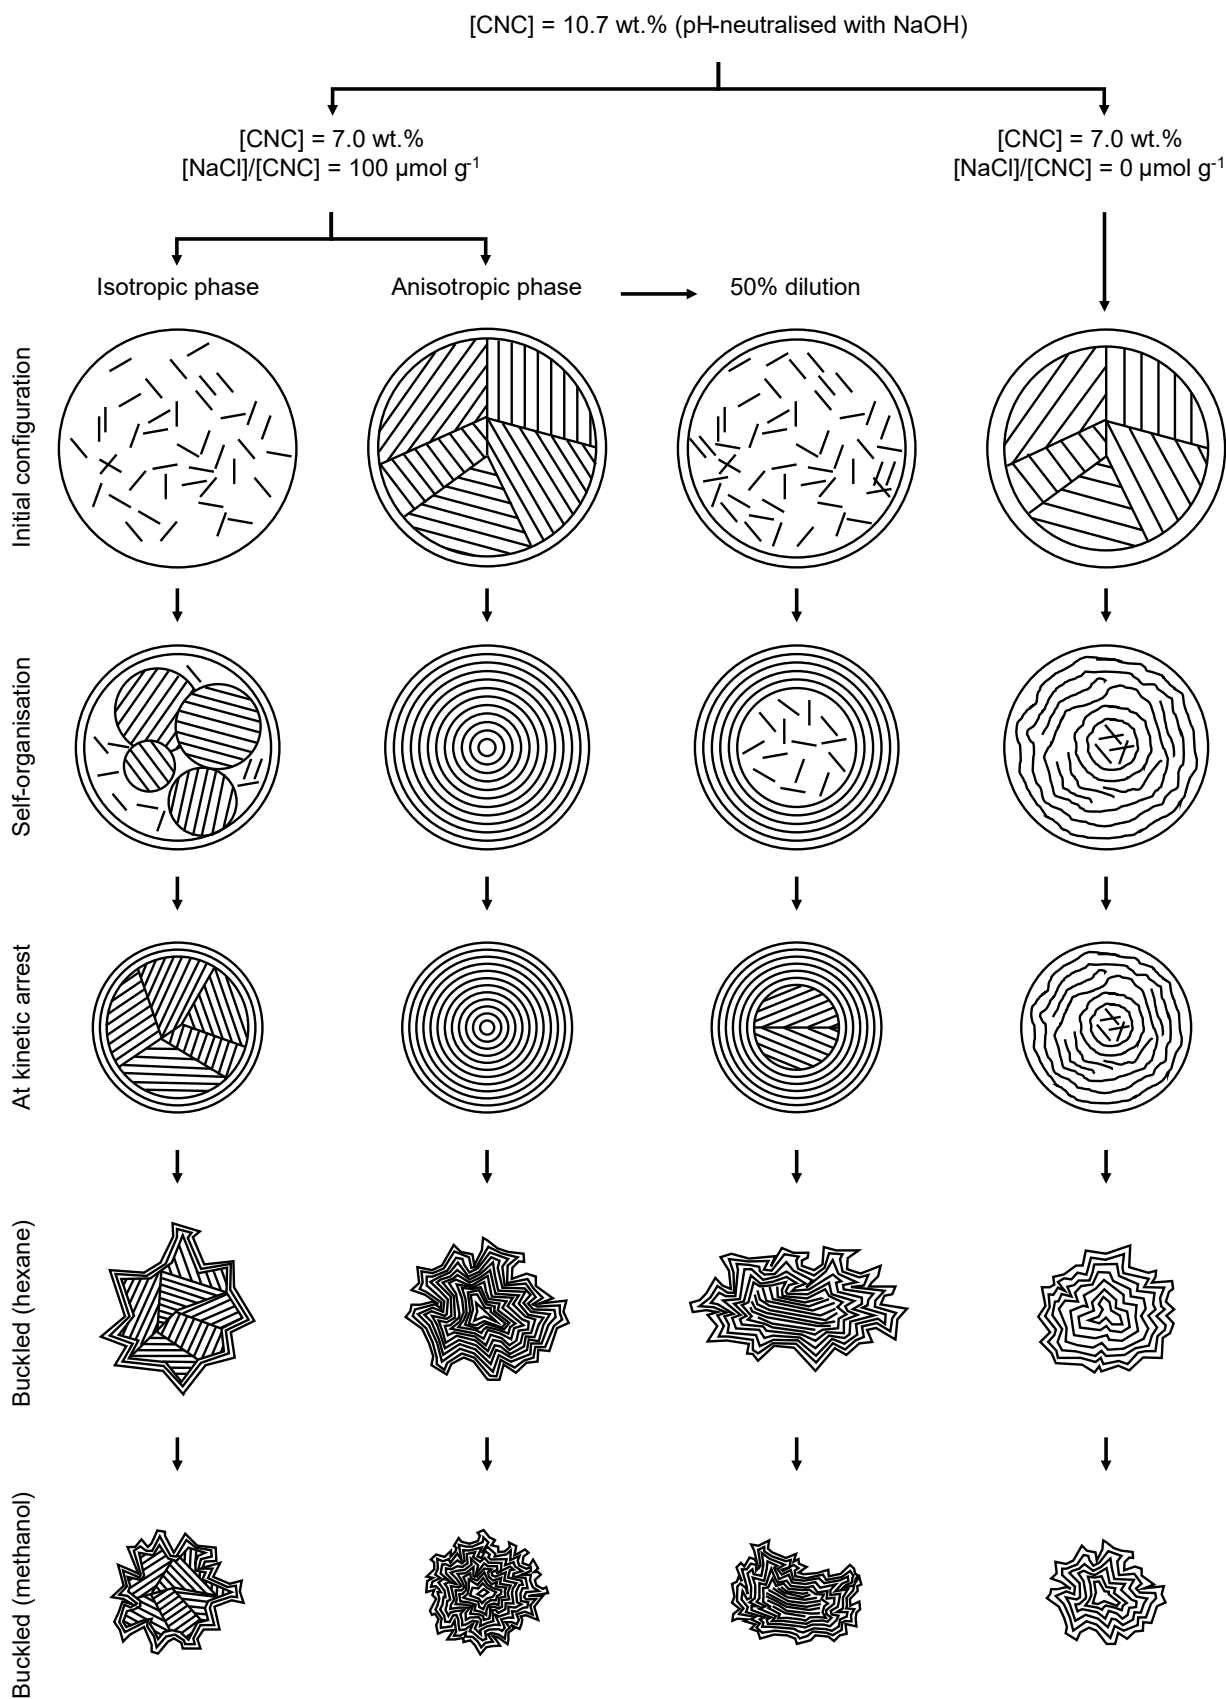 [CNC] = 10.7 wt.% (pH-neutralised with NaOH)
[CNC] = 7.0 wt.%
[NaCl]/[CNC] = 100 µmol g⁻¹
[CNC] = 7.0 wt.%
[NaCl]/[CNC] = 0 µmol g⁻¹
Isotropic phase
Anisotropic phase
50% dilution
Initial configuration
Self-organisation
At kinetic arrest
Buckled (hexane)
Buckled (methanol)